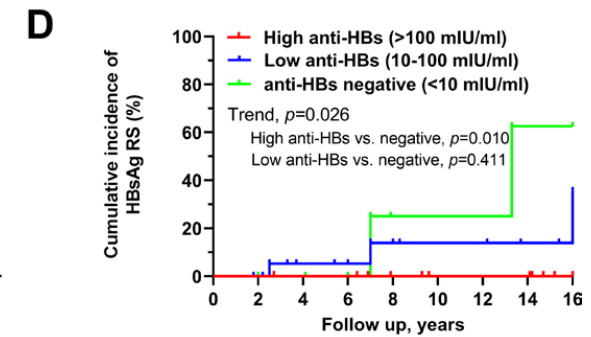 D
Cumulative incidence of
HBsAg RS (%)
100
80
60
40
20
0
High anti-HBs (>100 mIU/ml)
Low anti-HBs (10-100 mIU/ml)
anti-HBs negative (<10 mIU/ml)
Trend, p=0.026
High anti-HBs vs. negative, p=0.010
Low anti-HBs vs. negative, p=0.411
0 2 4 6 8 10 12 14 16
Follow up, years